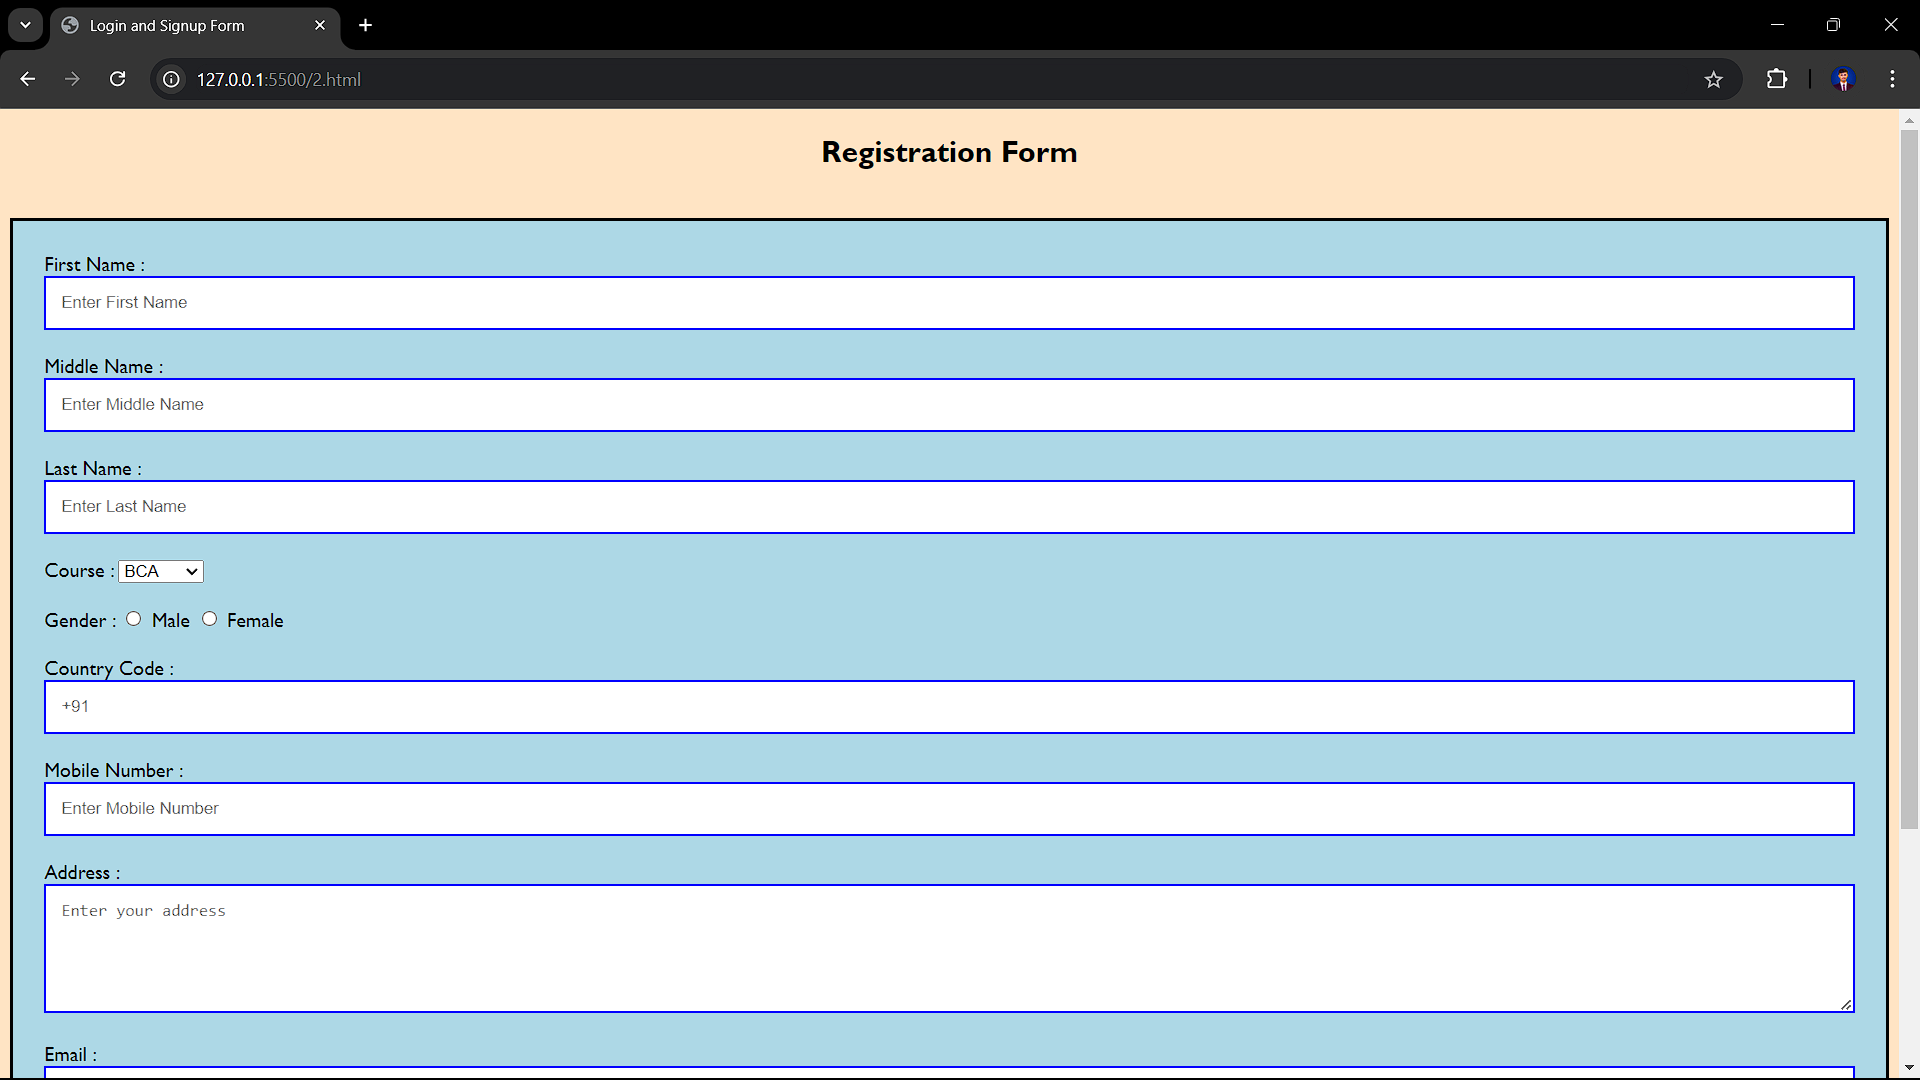 Login and Signup Form
127.0.0.1:5500/2.html
Registration Form
First Name :
Enter First Name
Middle Name :
Enter Middle Name
Last Name :
Enter Last Name
Course : BCA
Gender : Male Female
Country Code :
+91
Mobile Number :
Enter Mobile Number
Address :
Enter your address
Email :